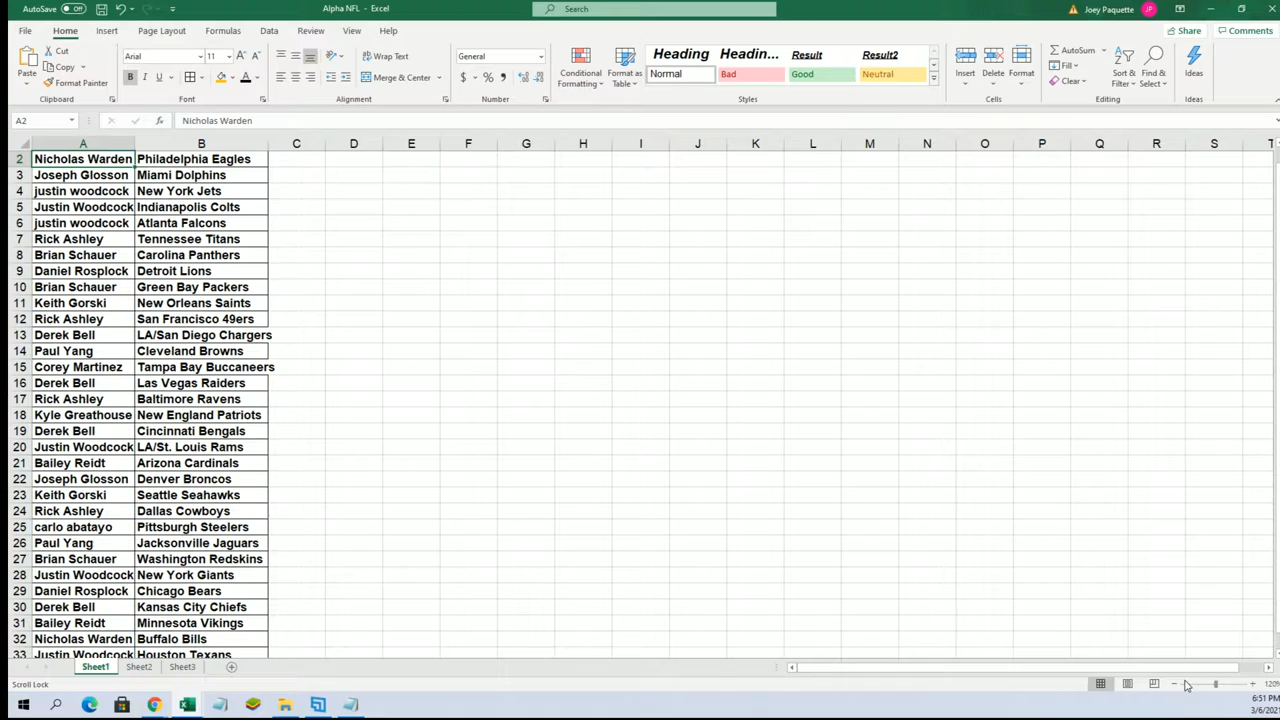 AutoSave Off Alpha NFL - Excel Search Joey Paquette JP
File Home Insert Page Layout Formulas Data Review View Help Share Comments
Cut Arial 11 Wrap Text General Heading Headin... Result Result2 AutoSum
Copy Fill
Paste Format Painter B I U A Merge & Center $ % Conditional Formatting Format as Table Normal Bad Good Neutral Insert Delete Format Clear Sort & Filter Find & Select Ideas
Clipboard Font Alignment Number Styles Cells Editing Ideas
A2 fx Nicholas Warden
A B C D E F G H I J K L M N O P Q R S T
2 Nicholas Warden Philadelphia Eagles
3 Joseph Glosson Miami Dolphins
4 justin woodcock New York Jets
5 Justin Woodcock Indianapolis Colts
6 justin woodcock Atlanta Falcons
7 Rick Ashley Tennessee Titans
8 Brian Schauer Carolina Panthers
9 Daniel Rosplock Detroit Lions
10 Brian Schauer Green Bay Packers
11 Keith Gorski New Orleans Saints
12 Rick Ashley San Francisco 49ers
13 Derek Bell LA/San Diego Chargers
14 Paul Yang Cleveland Browns
15 Corey Martinez Tampa Bay Buccaneers
16 Derek Bell Las Vegas Raiders
17 Rick Ashley Baltimore Ravens
18 Kyle Greathouse New England Patriots
19 Derek Bell Cincinnati Bengals
20 Justin Woodcock LA/St. Louis Rams
21 Bailey Reidt Arizona Cardinals
22 Joseph Glosson Denver Broncos
23 Keith Gorski Seattle Seahawks
24 Rick Ashley Dallas Cowboys
25 carlo abatayo Pittsburgh Steelers
26 Paul Yang Jacksonville Jaguars
27 Brian Schauer Washington Redskins
28 Justin Woodcock New York Giants
29 Daniel Rosplock Chicago Bears
30 Derek Bell Kansas City Chiefs
31 Bailey Reidt Minnesota Vikings
32 Nicholas Warden Buffalo Bills
33 Justin Woodcock Houston Texans
Sheet1 Sheet2 Sheet3
Scroll Lock 120%
6:51 PM